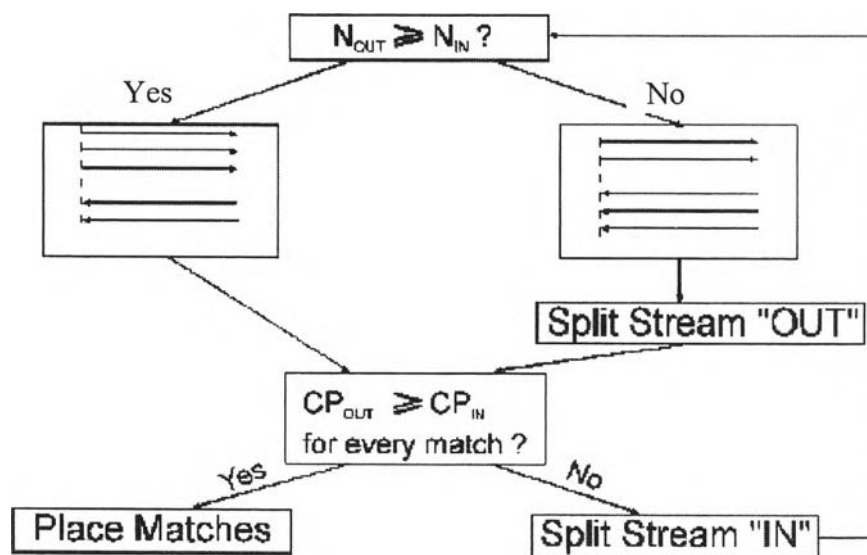 N_OUT ⩾ N_IN ?
Yes
No
Split Stream "OUT"
CP_OUT ⩾ CP_IN
for every match ?
Yes
No
Place Matches
Split Stream "IN"